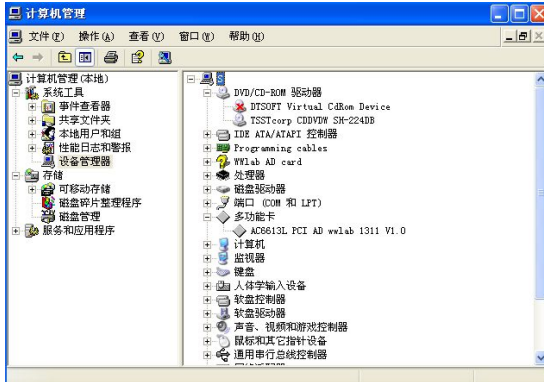 计算机管理
文件(F) 操作(A) 查看(V) 窗口(W) 帮助(H)
计算机管理(本地)
系统工具
事件查看器
共享文件夹
本地用户和组
性能日志和警报
设备管理器
存储
可移动存储
磁盘碎片整理程序
磁盘管理
服务和应用程序
S
DVD/CD-ROM 驱动器
DTSOFT Virtual CdRom Device
TSSTcorp CDDVDW SH-224DB
IDE ATA/ATAPI 控制器
Programming cables
WWlab AD card
处理器
磁盘驱动器
端口 (COM 和 LPT)
多功能卡
AC6613L PCI AD wwlab 1311 V1.0
计算机
监视器
键盘
人体学输入设备
软盘控制器
软盘驱动器
声音、视频和游戏控制器
鼠标和其它指针设备
通用串行总线控制器